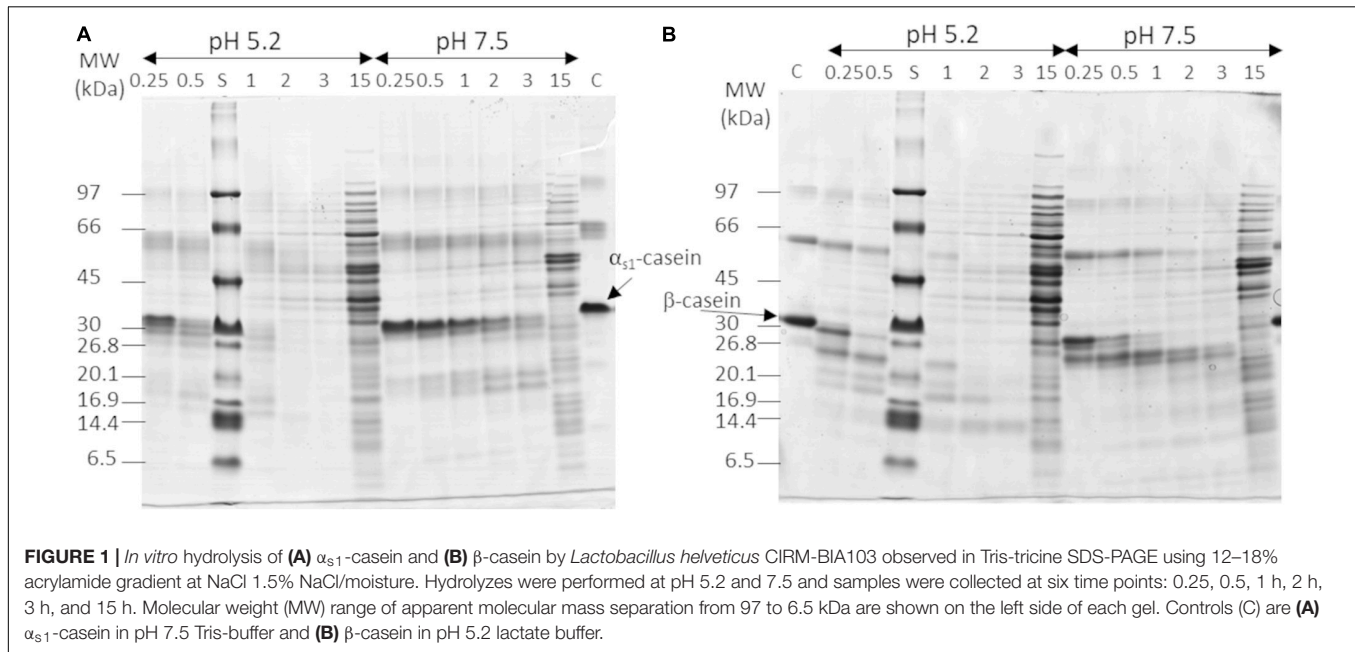 A
pH 5.2 pH 7.5
MW
(kDa)
0.25 0.5 S 1 2 3 15 0.25 0.5 1 2 3 15 C
97
66
45
30
26.8
20.1
16.9
14.4
6.5
αs1-casein
B
pH 5.2 pH 7.5
C 0.25 0.5 S 1 2 3 15 0.25 0.5 1 2 3 15
MW
(kDa)
97
66
45
β-casein
30
26.8
20.1
16.9
14.4
6.5
FIGURE 1 | In vitro hydrolysis of (A) αs1-casein and (B) β-casein by Lactobacillus helveticus CIRM-BIA103 observed in Tris-tricine SDS-PAGE using 12–18%
acrylamide gradient at NaCl 1.5% NaCl/moisture. Hydrolyzes were performed at pH 5.2 and 7.5 and samples were collected at six time points: 0.25, 0.5, 1 h, 2 h,
3 h, and 15 h. Molecular weight (MW) range of apparent molecular mass separation from 97 to 6.5 kDa are shown on the left side of each gel. Controls (C) are (A)
αs1-casein in pH 7.5 Tris-buffer and (B) β-casein in pH 5.2 lactate buffer.